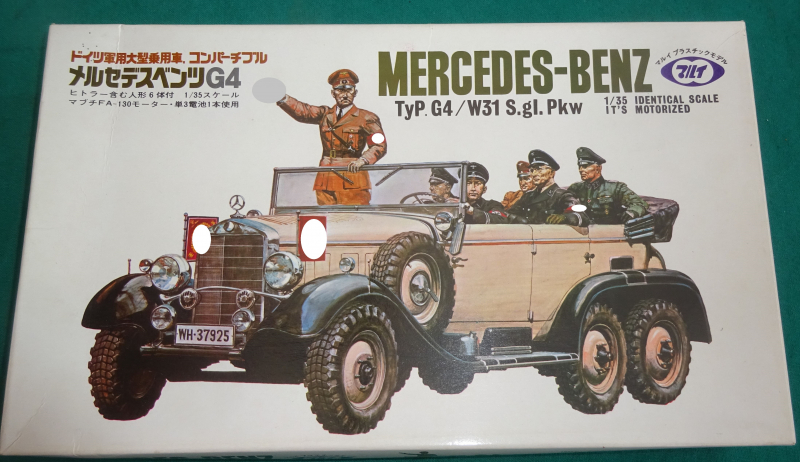 ドイツ軍用大型乗用車、コンバーチブル
メルセデスベンツG4
ヒトラー含む人形6体付 1/35スケール
マブチFA-130モーター・単3電池1本使用
MERCEDES-BENZ
TyP. G4/W31 S.gl. Pkw
マルイプラスチックモデル
マルイ
1/35 IDENTICAL SCALE
IT'S MOTORIZED
WH-37925